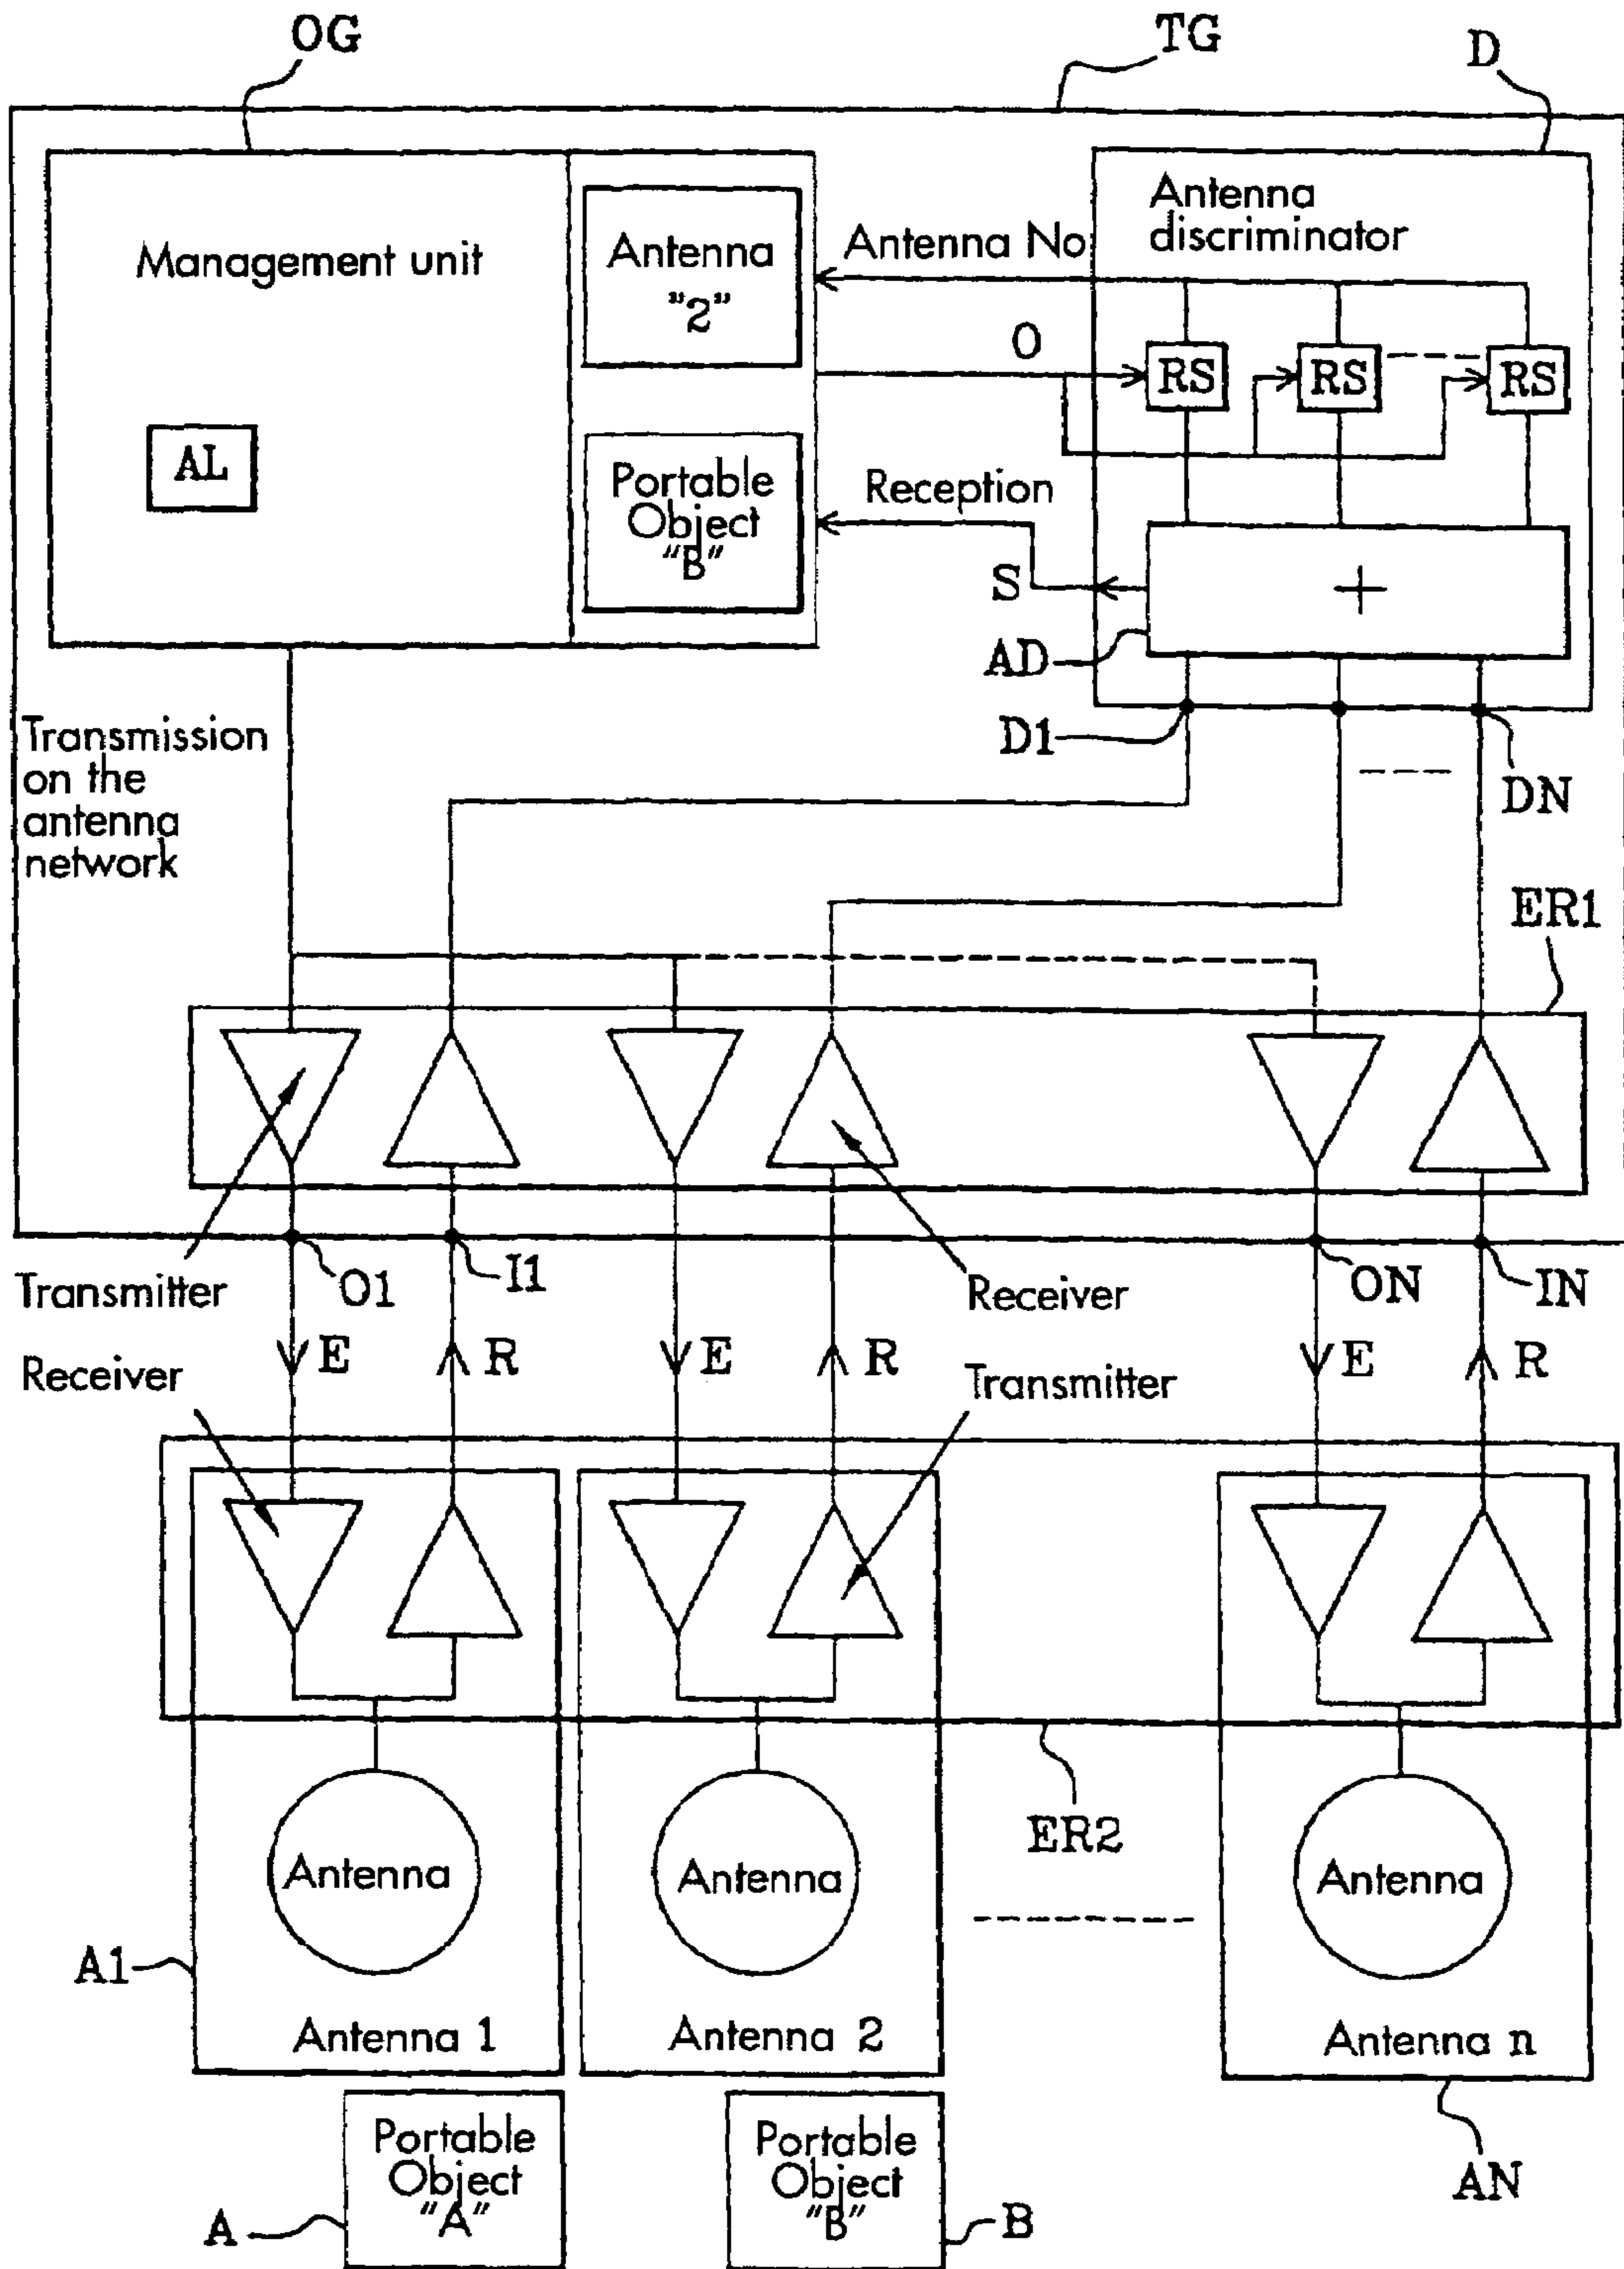 OG
TG
D
Management unit
Antenna
"2"
Antenna No
Antenna
discriminator
O
RS
RS
RS
AL
Portable
Object
"B"
Reception
S
+
AD
D1
DN
Transmission
on the
antenna
network
ER1
Transmitter
O1
I1
Receiver
ON
IN
Receiver
E
R
E
R
Transmitter
E
R
ER2
Antenna
Antenna
Antenna
A1
Antenna 1
Antenna 2
Antenna n
AN
A
Portable
Object
"A"
Portable
Object
"B"
B